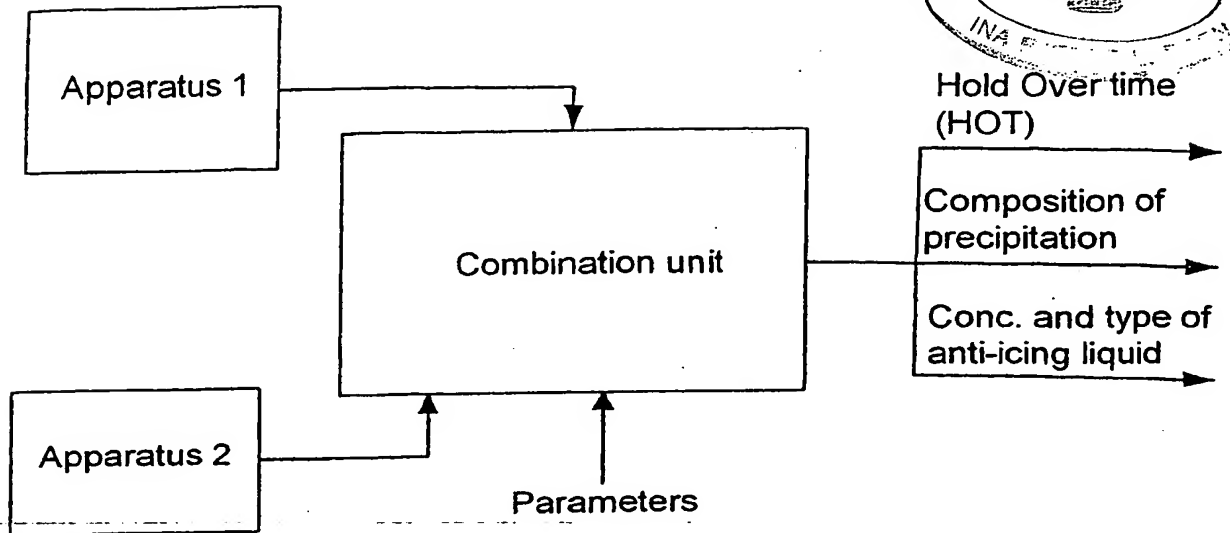 Apparatus 1
Hold Over time
(HOT)
Composition of
precipitation
Combination unit
Conc. and type of
anti-icing liquid
Apparatus 2
Parameters